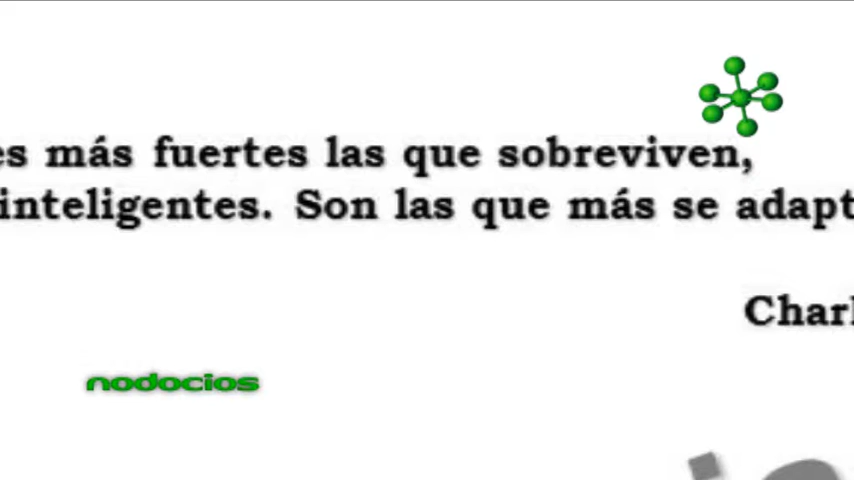 es más fuertes las que sobreviven,
inteligentes. Son las que más se adapt
Charl
nodocios